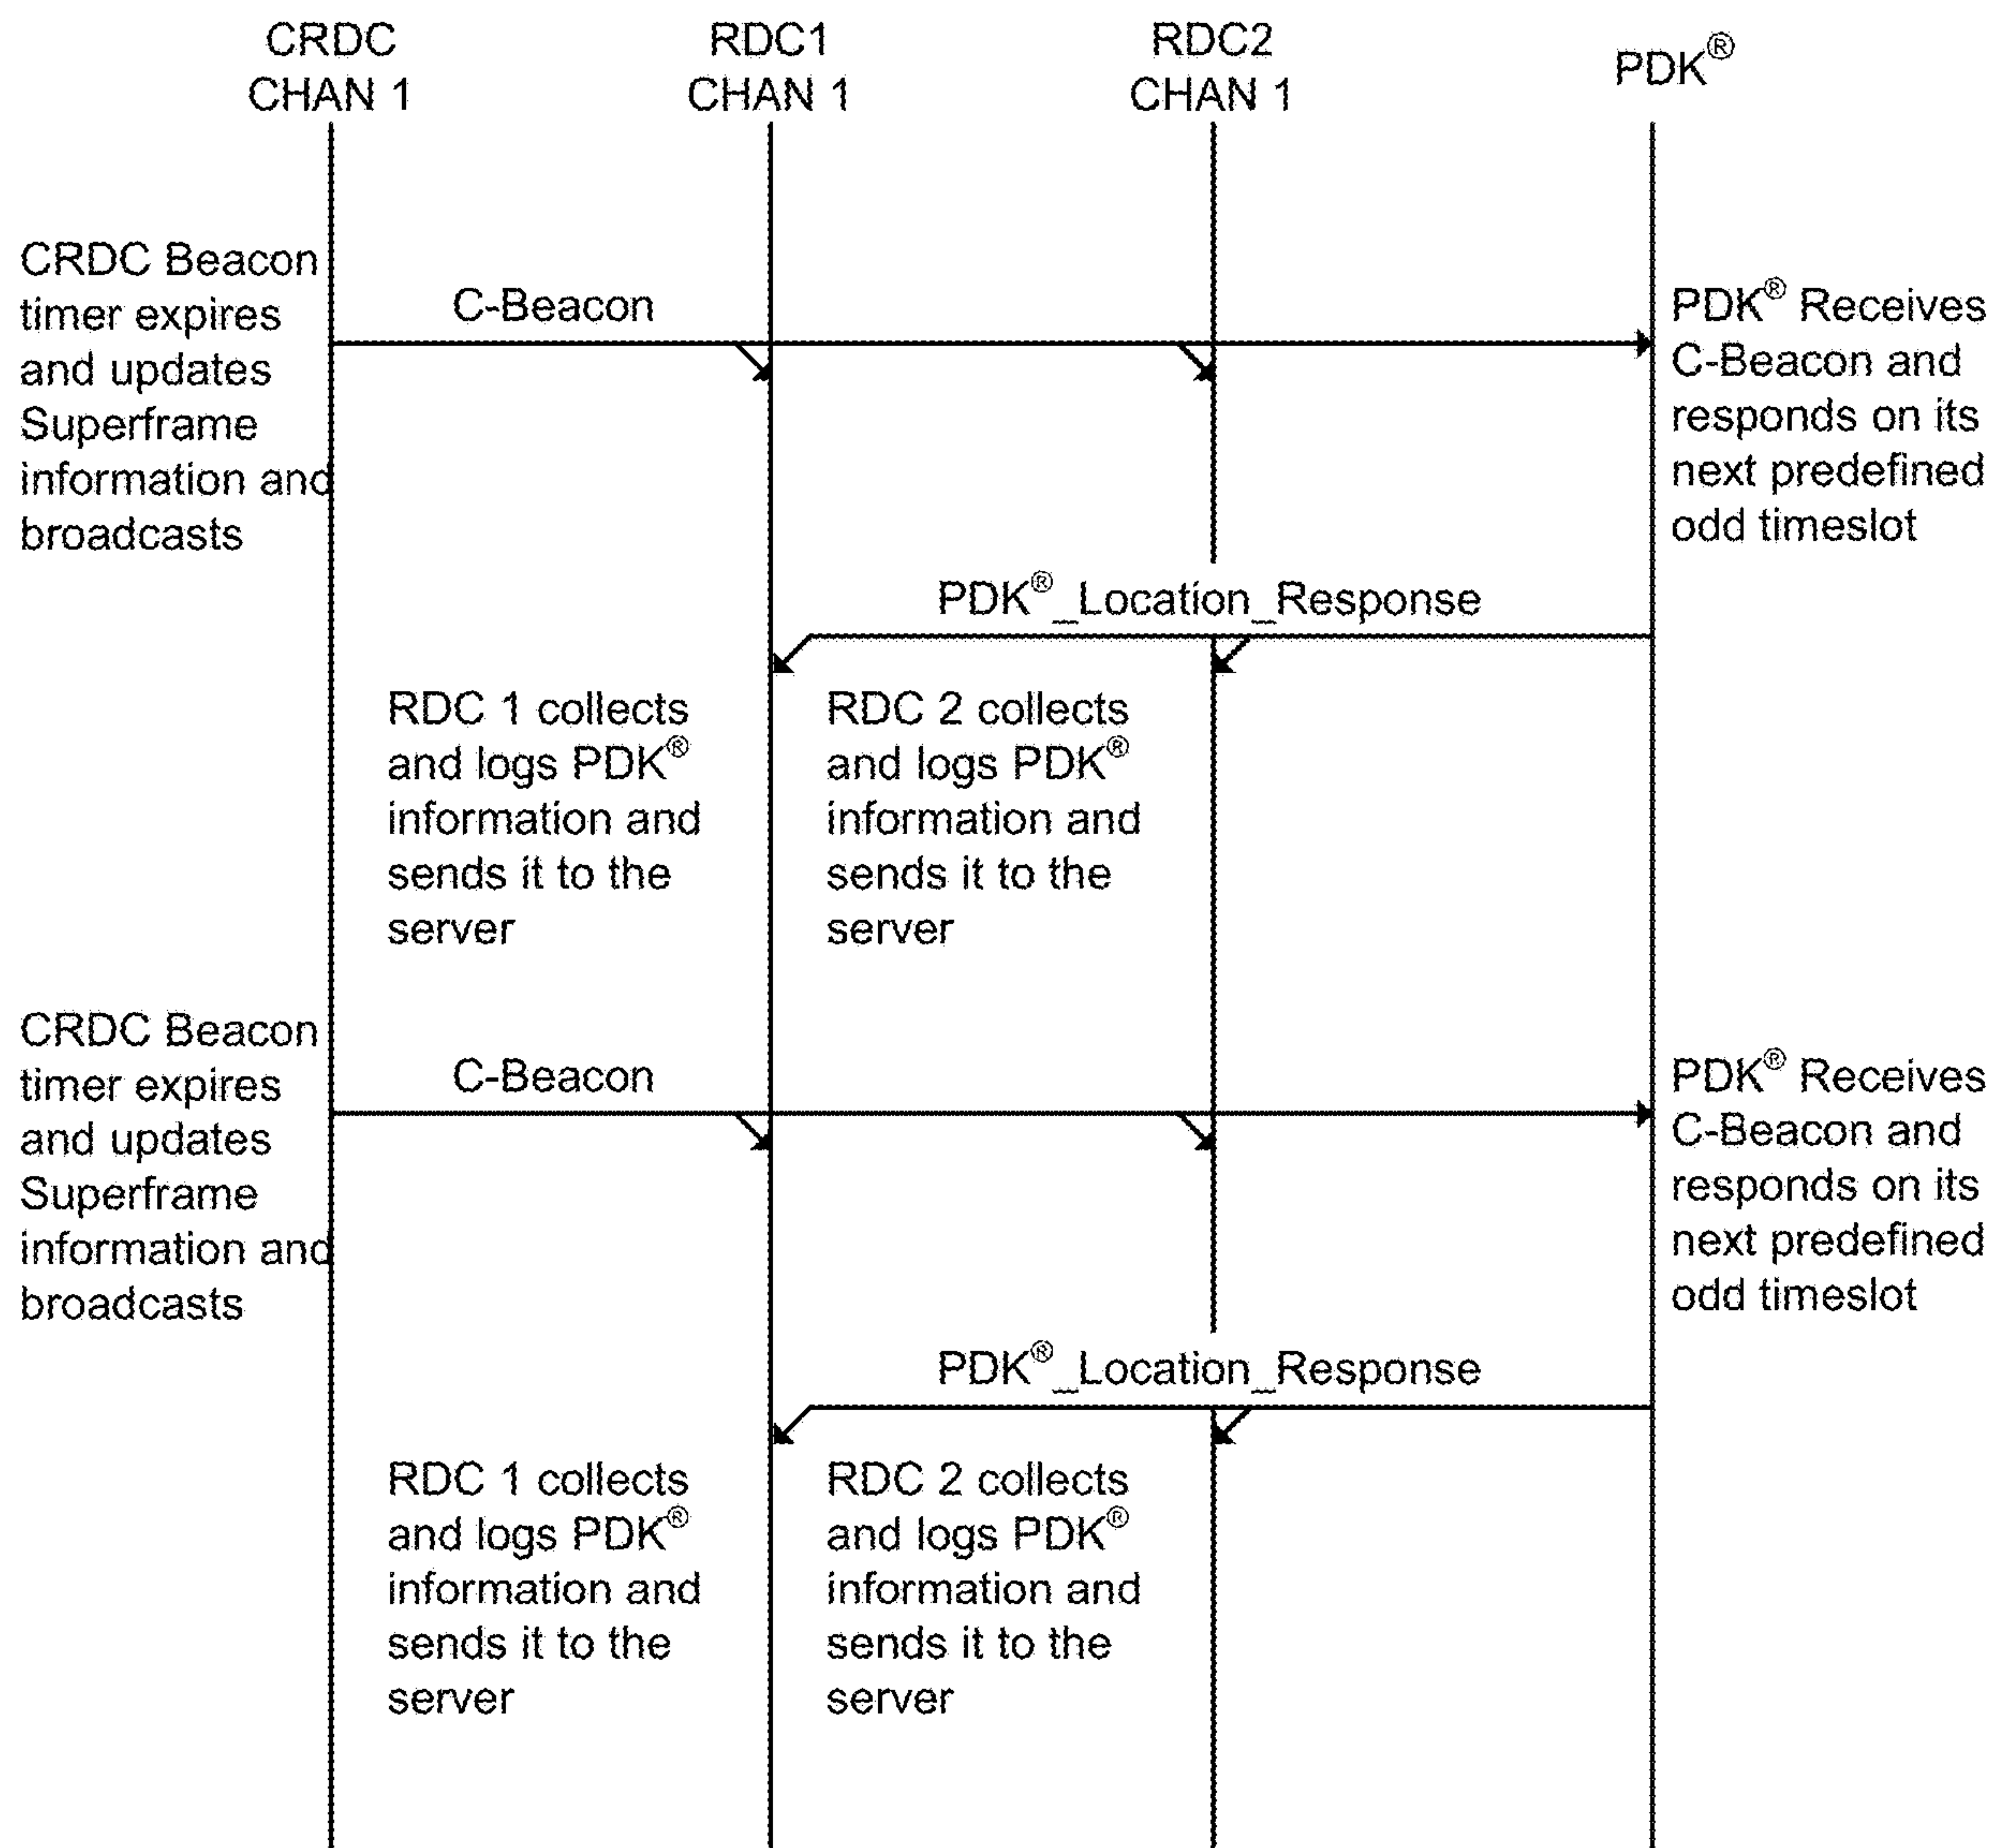 CRDC
CHAN 1
RDC1
CHAN 1
RDC2
CHAN 1
PDK®
CRDC Beacon
timer expires
and updates
Superframe
information and
broadcasts
C-Beacon
PDK® Receives
C-Beacon and
responds on its
next predefined
odd timeslot
PDK®_Location_Response
RDC 1 collects
and logs PDK®
information and
sends it to the
server
RDC 2 collects
and logs PDK®
information and
sends it to the
server
CRDC Beacon
timer expires
and updates
Superframe
information and
broadcasts
C-Beacon
PDK® Receives
C-Beacon and
responds on its
next predefined
odd timeslot
PDK®_Location_Response
RDC 1 collects
and logs PDK®
information and
sends it to the
server
RDC 2 collects
and logs PDK®
information and
sends it to the
server